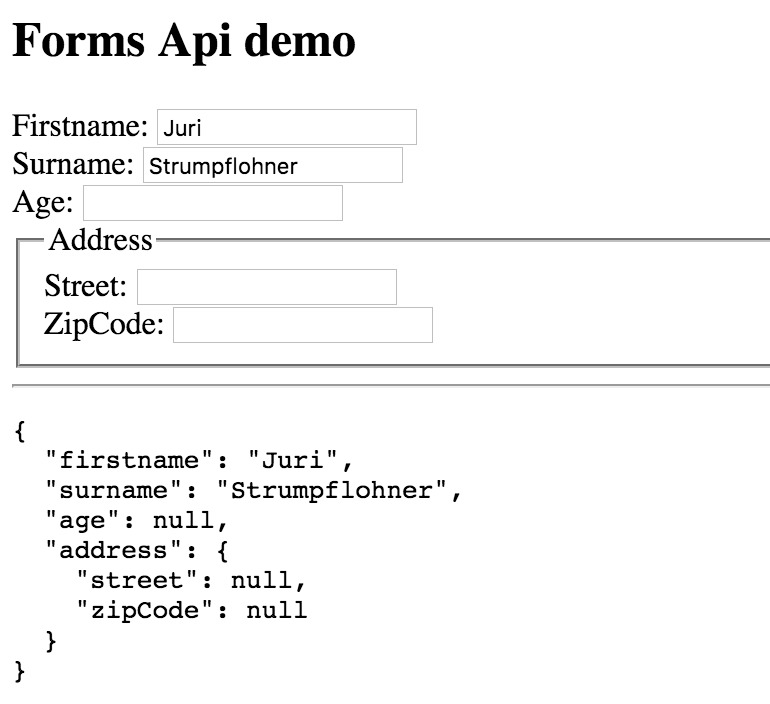 Forms Api demo
Firstname: Juri
Surname: Strumpflohner
Age:
Address
Street:
ZipCode:
{
  "firstname": "Juri",
  "surname": "Strumpflohner",
  "age": null,
  "address": {
    "street": null,
    "zipCode": null
  }
}